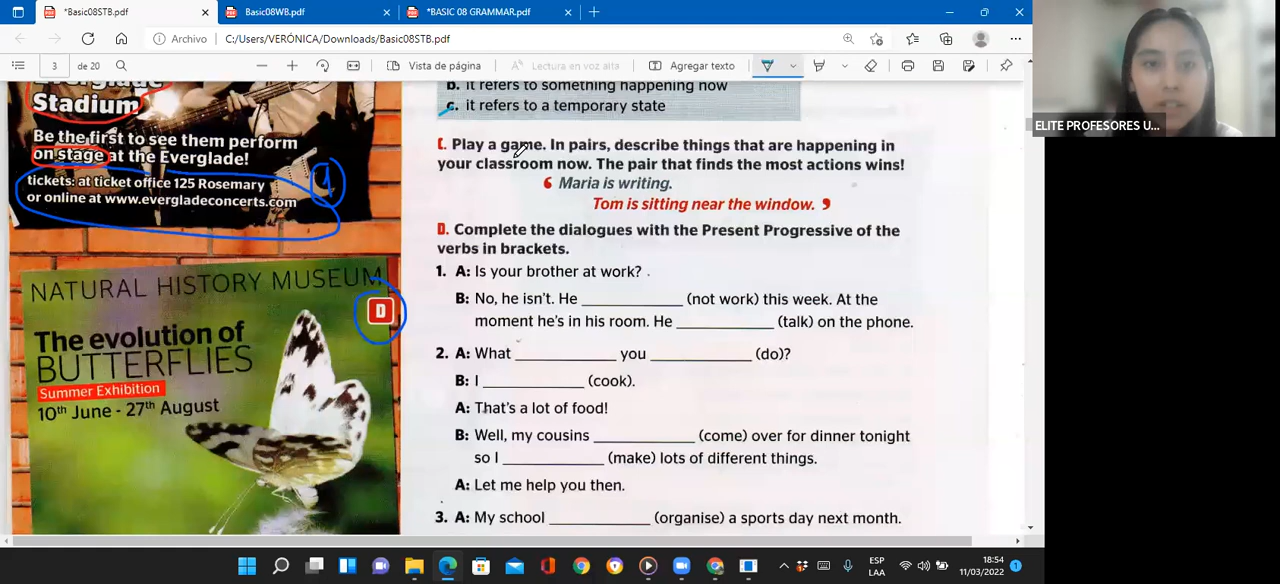 *Basic08STB.pdf
Basic08WB.pdf
*BASIC 08 GRAMMAR.pdf
Archivo
C:/Users/VERÓNICA/Downloads/Basic08STB.pdf
3
de 20
Vista de página
Lectura en voz alta
Agregar texto
Stadium
Be the first to see them perform
on stage at the Everglade!
tickets: at ticket office 125 Rosemary
or online at www.evergladeconcerts.com
NATURAL HISTORY MUSEUM
D
The evolution of
BUTTERFLIES
Summer Exhibition
10th June - 27th August
b. it refers to something happening now
c. it refers to a temporary state
C. Play a game. In pairs, describe things that are happening in
your classroom now. The pair that finds the most actions wins!
Maria is writing.
Tom is sitting near the window.
D. Complete the dialogues with the Present Progressive of the
verbs in brackets.
1. A: Is your brother at work?
B: No, he isn't. He __________ (not work) this week. At the
moment he's in his room. He __________ (talk) on the phone.
2. A: What __________ you __________ (do)?
B: I __________ (cook).
A: That's a lot of food!
B: Well, my cousins __________ (come) over for dinner tonight
so I __________ (make) lots of different things.
A: Let me help you then.
3. A: My school __________ (organise) a sports day next month.
ELITE PROFESORES U...
ESP
LAA
18:54
11/03/2022
1